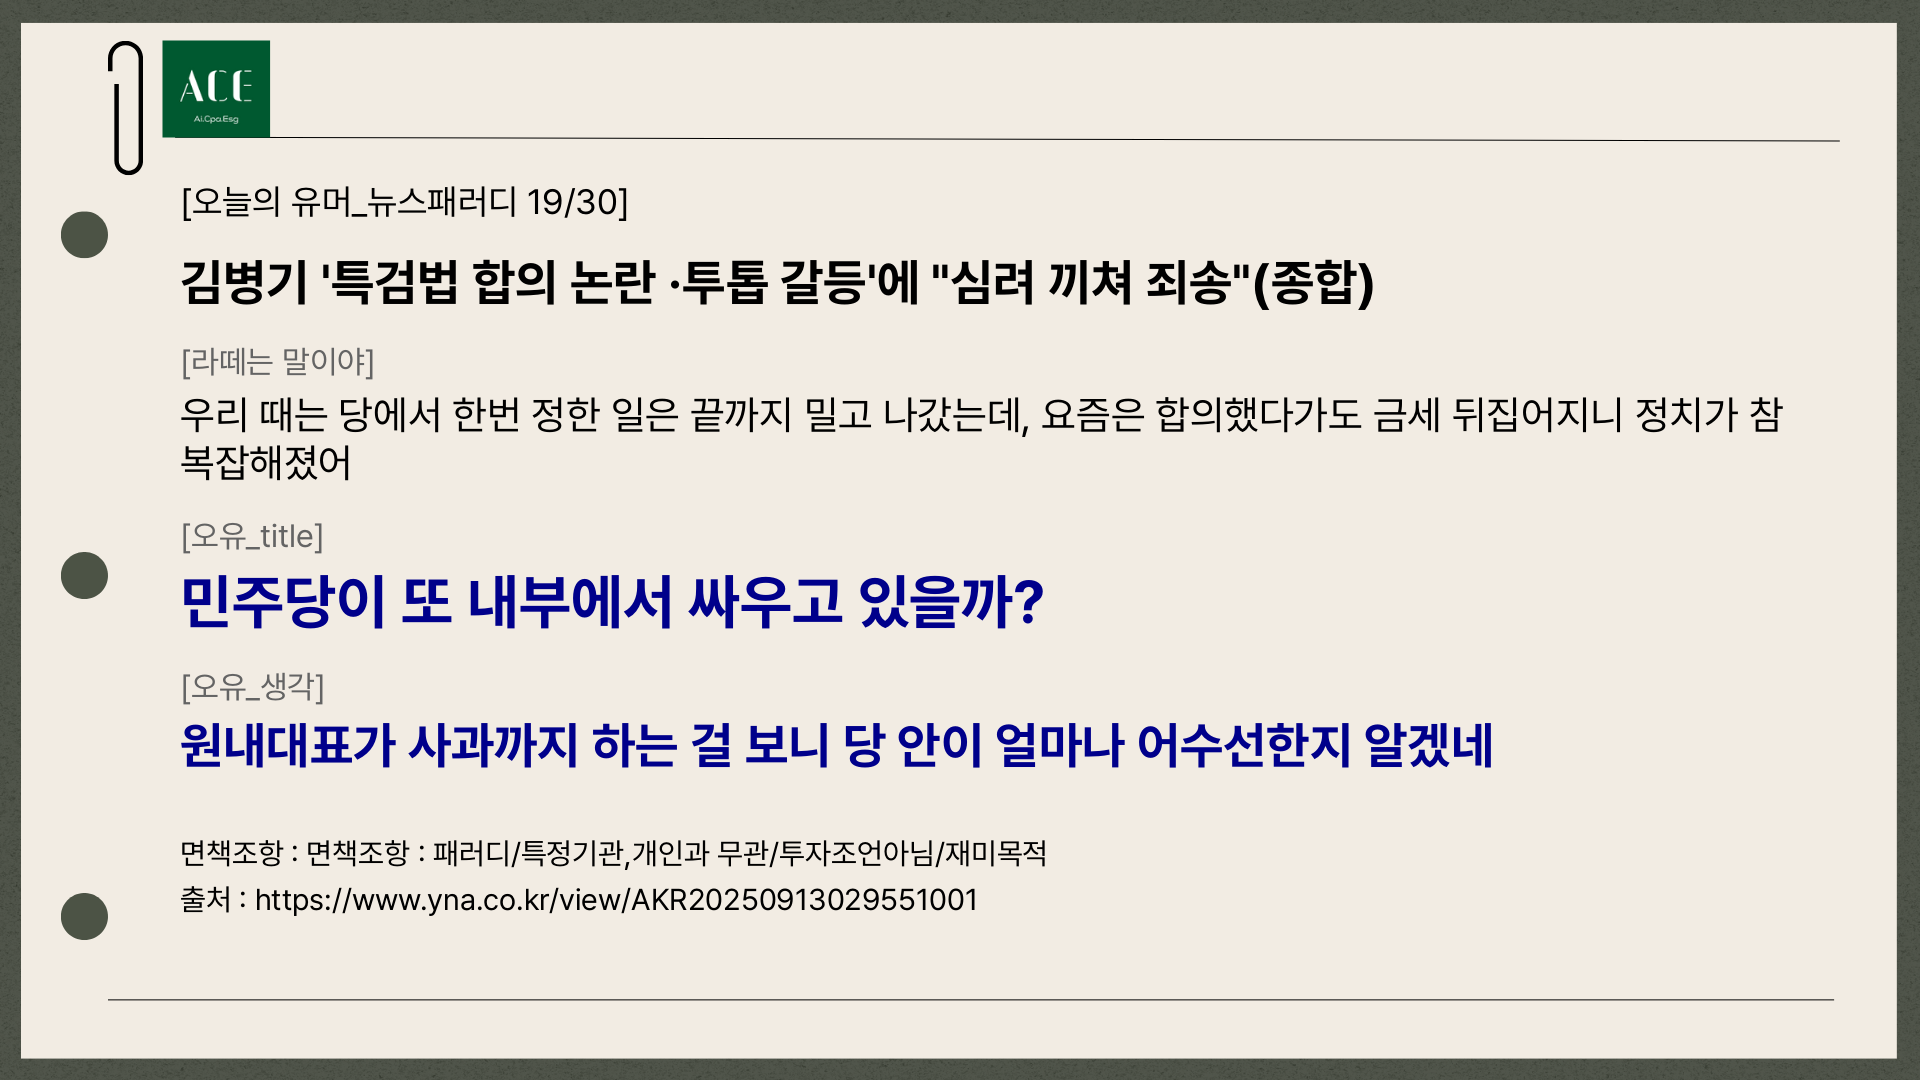 ACE
Ai.Cpa.Esg
[오늘의 유머_뉴스패러디 19/30]
김병기 '특검법 합의 논란 ·투톱 갈등'에 "심려 끼쳐 죄송"(종합)
[라떼는 말이야]
우리 때는 당에서 한번 정한 일은 끝까지 밀고 나갔는데, 요즘은 합의했다가도 금세 뒤집어지니 정치가 참
복잡해졌어
[오유_title]
민주당이 또 내부에서 싸우고 있을까?
[오유_생각]
원내대표가 사과까지 하는 걸 보니 당 안이 얼마나 어수선한지 알겠네
면책조항 : 면책조항 : 패러디/특정기관,개인과 무관/투자조언아님/재미목적
출처 : https://www.yna.co.kr/view/AKR20250913029551001